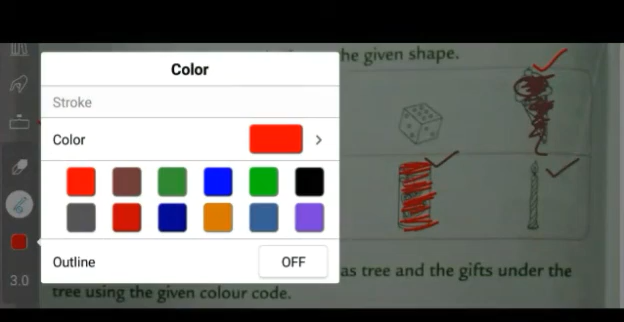 he given shape.
Color
Stroke
Color
Outline
OFF
3.0
as tree and the gifts under the
tree using the given colour code.